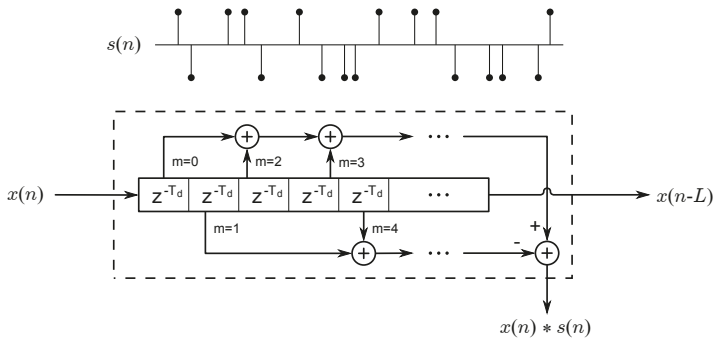 s(n)
+ + ···
m=0 m=2 m=3
x(n) z^-T_d z^-T_d z^-T_d z^-T_d z^-T_d ··· x(n-L)
m=1 m=4 +
+ ··· - +
x(n) ∗ s(n)